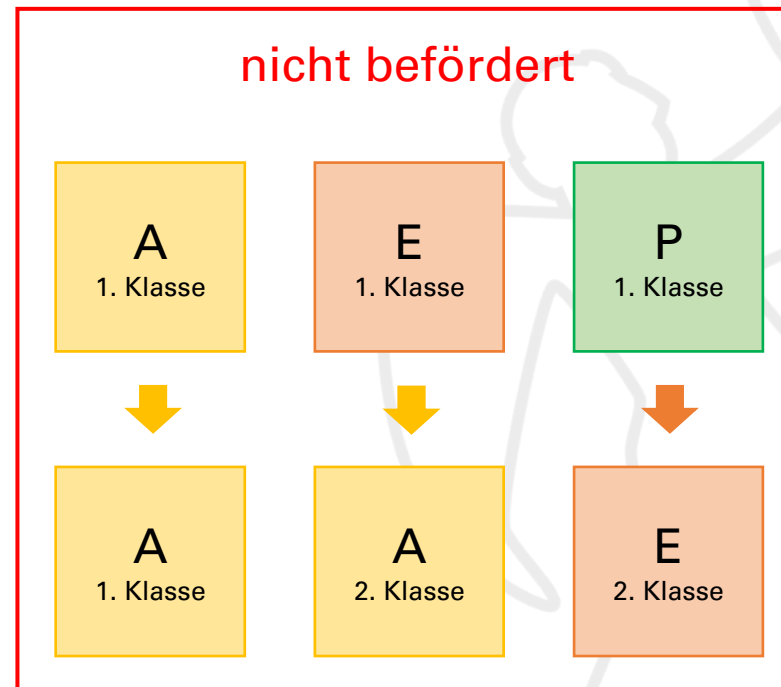 nicht befördert
A
1. Klasse
E
1. Klasse
P
1. Klasse
A
1. Klasse
A
2. Klasse
E
2. Klasse